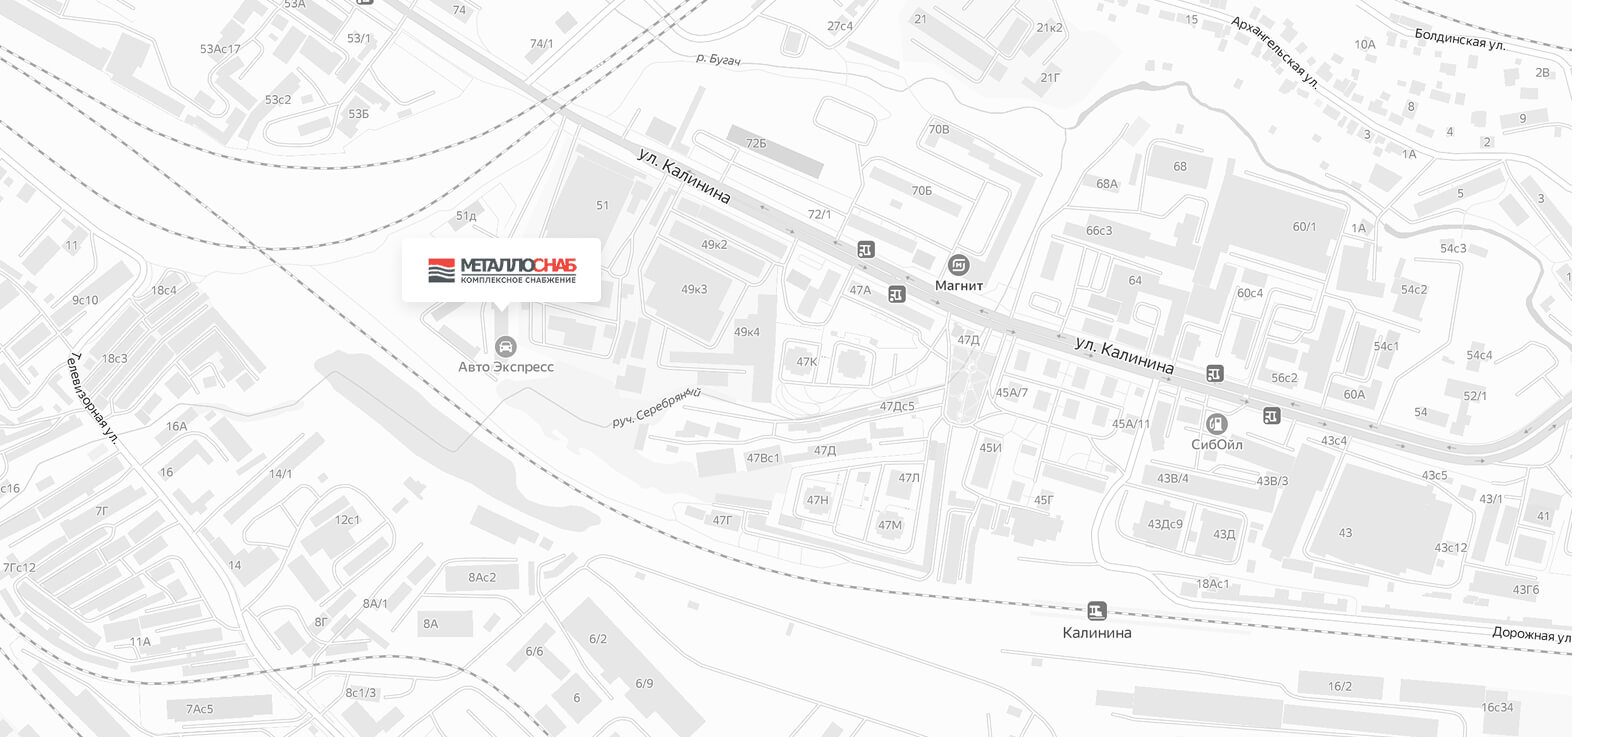 53А
74
27с4
21
21к2
15
Архангельская ул.
Болдинская ул.
10А
53Ас17
53/1
74/1
р. Бугач
21Г
2В
53с2
53Б
8
4
9
3
2
1А
72Б
70В
ул. Калинина
68
68А
70Б
5
3
51
51д
72/1
66с3
60/1
1А
11
49к2
54с3
МЕТАЛЛОСНАБ
КОМПЛЕКСНОЕ СНАБЖЕНИЕ
Магнит
64
60с4
54с2
9с10
18с4
49к3
47А
49к4
47Д
ул. Калинина
54с1
54с4
18с3
Авто Экспресс
47К
56с2
60А
52/1
Телевизорная ул.
руч. Серебряный
47Дс5
45А/7
54
16А
45А/11
СибОйл
43с4
16
14/1
47Вс1
47Д
45И
47Л
43В/4
43В/3
43с5
с16
7Г
12с1
47Г
47Н
47М
45Г
43Дс9
43Д
43
43/1
41
43с12
7Гс12
14
8Ас2
18Ас1
43Г6
8А/1
8Г
8А
Калинина
Дорожная ул
11А
6/6
6/2
6/9
8с1/3
6
7Ас5
16/2
16с34